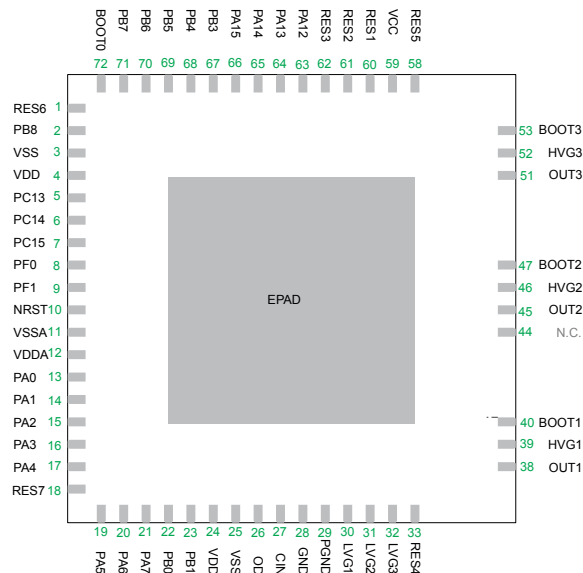 BOOT0 PB7 PB6 PB5 PB4 PB3 PA15 PA14 PA13 PA12 RES3 RES2 RES1 VCC RES5
72 71 70 69 68 67 66 65 64 63 62 61 60 59 58
RES6 1
PB8 2
VSS 3
VDD 4
PC13 5
PC14 6
PC15 7
PF0 8
PF1 9
NRST 10
VSSA 11
VDDA 12
PA0 13
PA1 14
PA2 15
PA3 16
PA4 17
RES7 18
EPAD
53 BOOT3
52 HVG3
51 OUT3
47 BOOT2
46 HVG2
45 OUT2
44 N.C.
40 BOOT1
39 HVG1
38 OUT1
19 20 21 22 23 24 25 26 27 28 29 30 31 32 33
PA5 PA6 PA7 PB0 PB1 VDD VSS OD CIN GND PGND LVG1 LVG2 LVG3 RES4